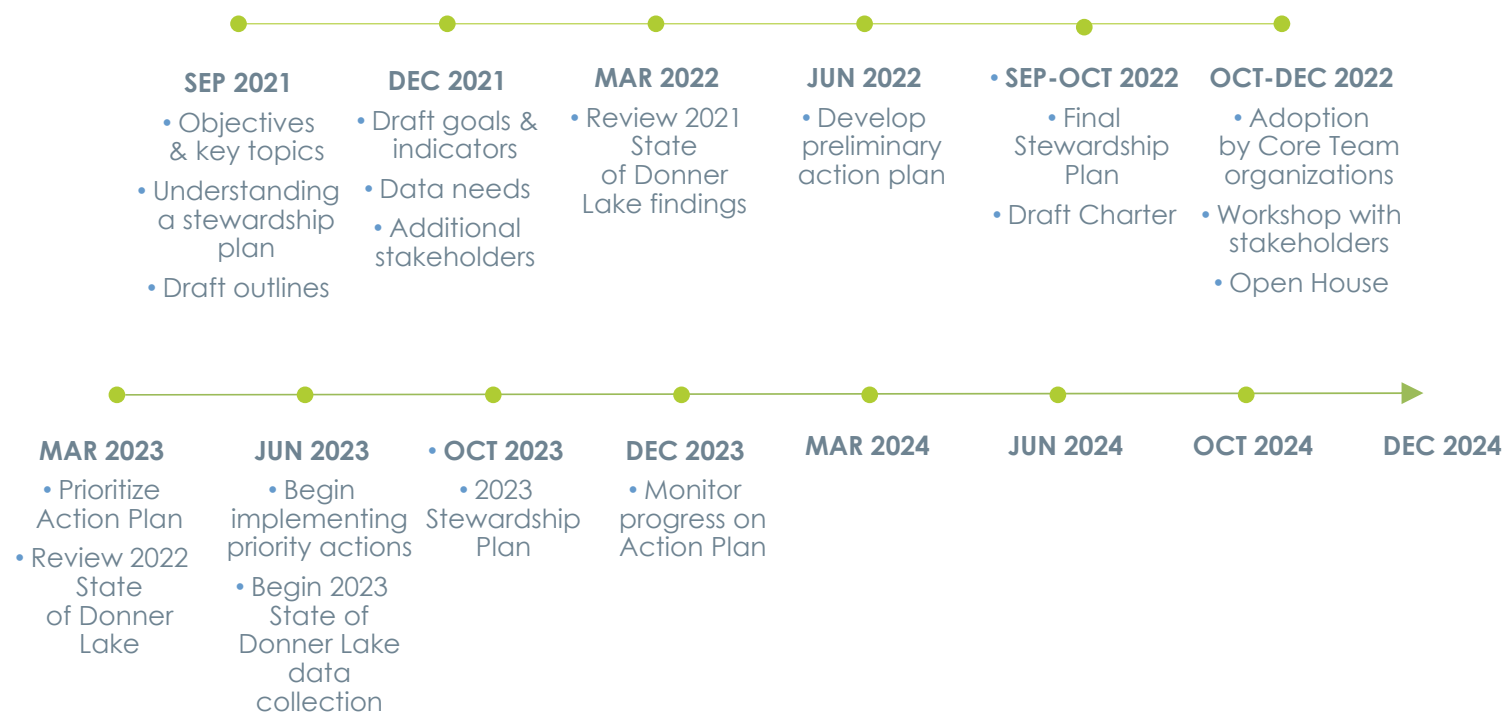 SEP 2021
• Objectives
& key topics
• Understanding
a stewardship
plan
• Draft outlines
DEC 2021
• Draft goals &
indicators
• Data needs
• Additional
stakeholders
MAR 2022
• Review 2021
State
of Donner
Lake findings
JUN 2022
• Develop
preliminary
action plan
• SEP-OCT 2022
• Final
Stewardship
Plan
• Draft Charter
OCT-DEC 2022
• Adoption
by Core Team
organizations
• Workshop with
stakeholders
• Open House
MAR 2023
• Prioritize
Action Plan
• Review 2022
State
of Donner
Lake
JUN 2023
• Begin
implementing
priority actions
• Begin 2023
State of
Donner Lake
data
collection
• OCT 2023
• 2023
Stewardship
Plan
DEC 2023
• Monitor
progress on
Action Plan
MAR 2024
JUN 2024
OCT 2024
DEC 2024